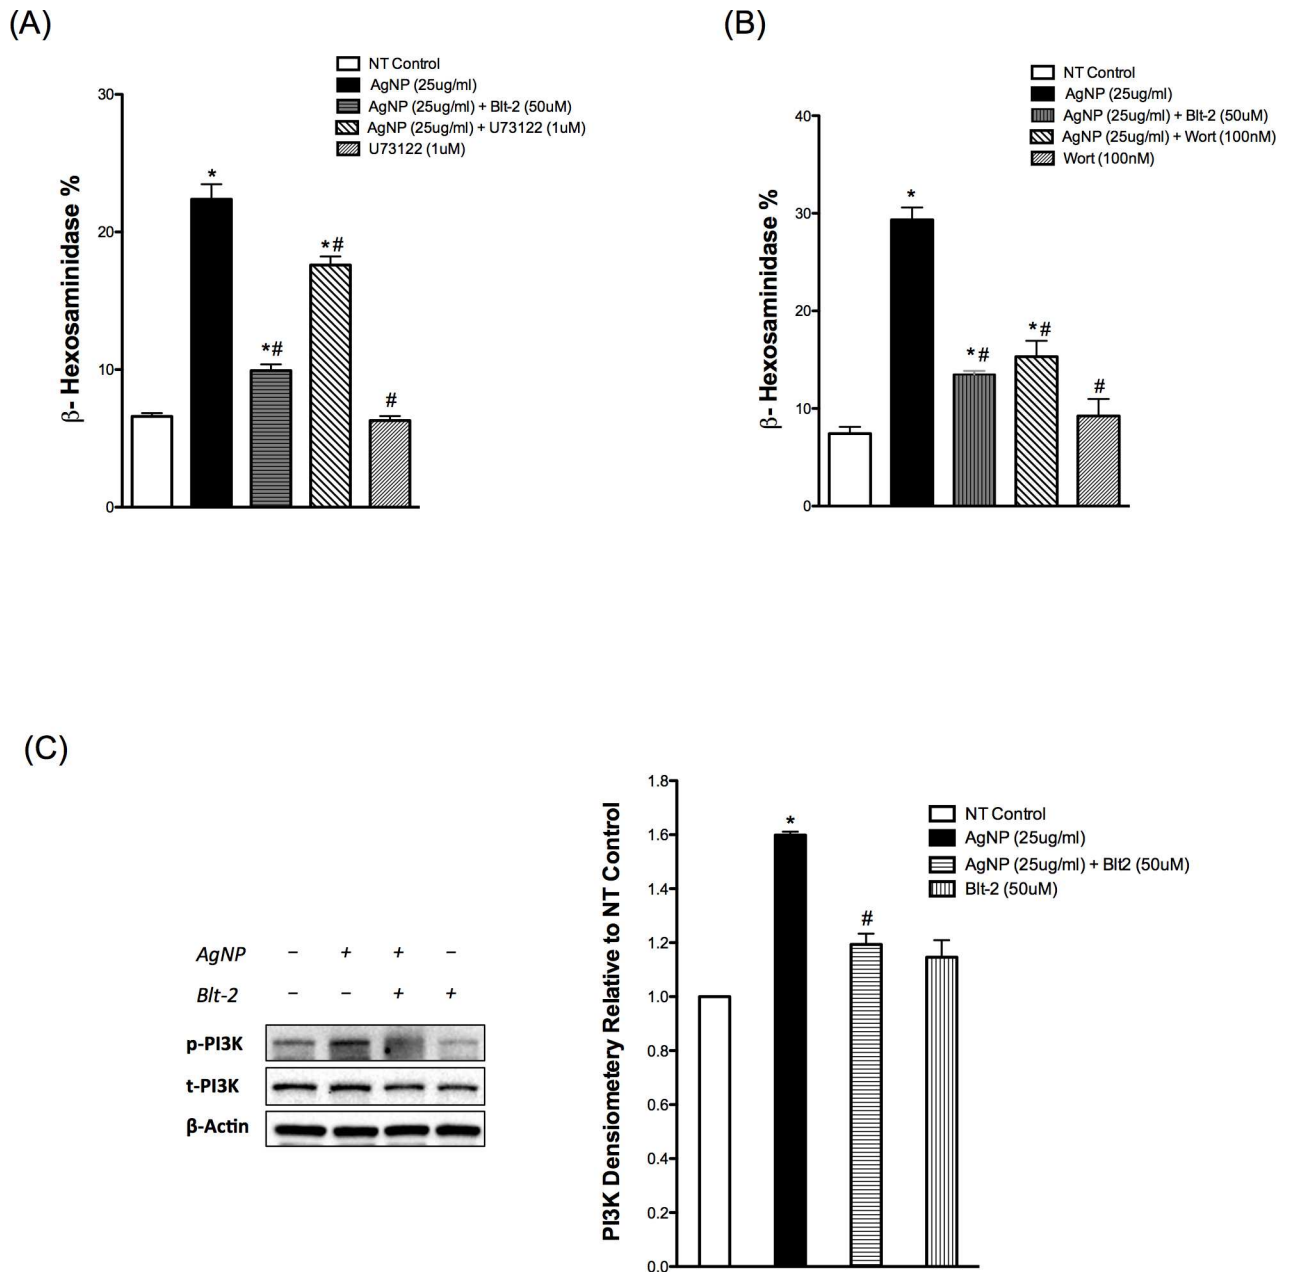 (A)
NT Control
AgNP (25ug/ml)
AgNP (25ug/ml) + Blt-2 (50uM)
AgNP (25ug/ml) + U73122 (1uM)
U73122 (1uM)
β- Hexosaminidase %
30
20
10
0
*
*#
*#
#
(B)
NT Control
AgNP (25ug/ml)
AgNP (25ug/ml) + Blt-2 (50uM)
AgNP (25ug/ml) + Wort (100nM)
Wort (100nM)
β- Hexosaminidase %
40
30
20
10
0
*
*#
*#
#
(C)
AgNP − + + −
Blt-2 − − + +
p-PI3K
t-PI3K
β-Actin
PI3K Densiometery Relative to NT Control
1.8
1.6
1.4
1.2
1.0
0.8
0.6
0.4
0.2
0.0
*
#
NT Control
AgNP (25ug/ml)
AgNP (25ug/ml) + Blt2 (50uM)
Blt-2 (50uM)